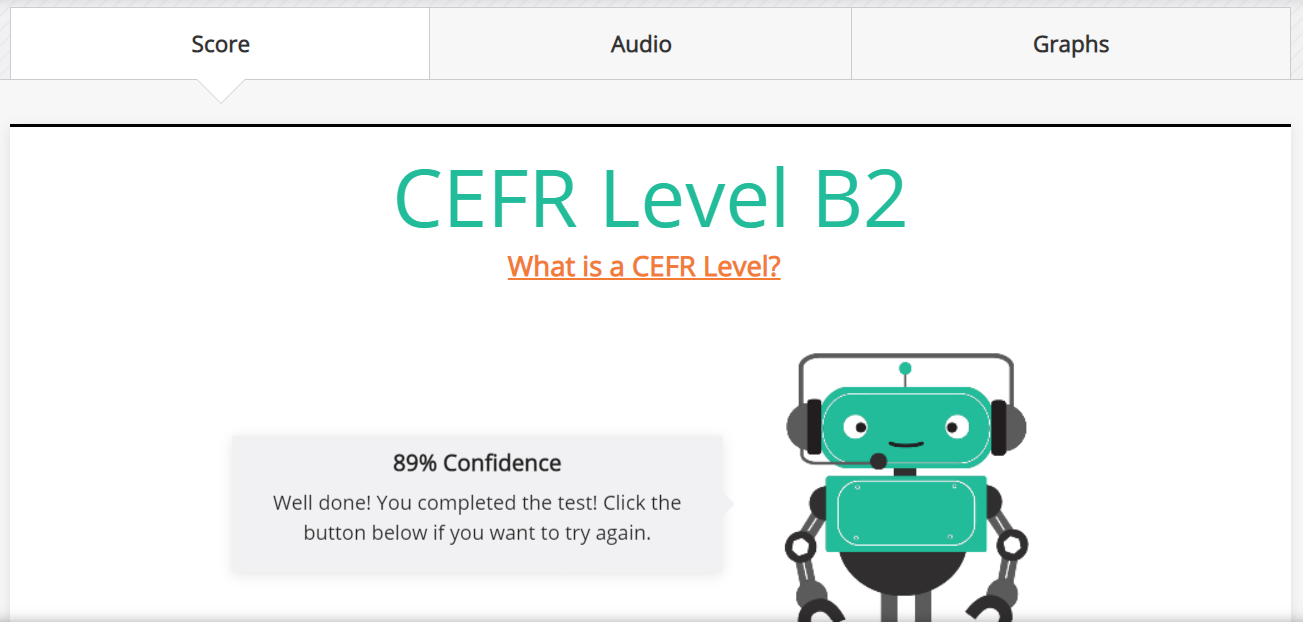 Score
Audio
Graphs
CEFR Level B2
What is a CEFR Level?
89% Confidence
Well done! You completed the test! Click the
button below if you want to try again.